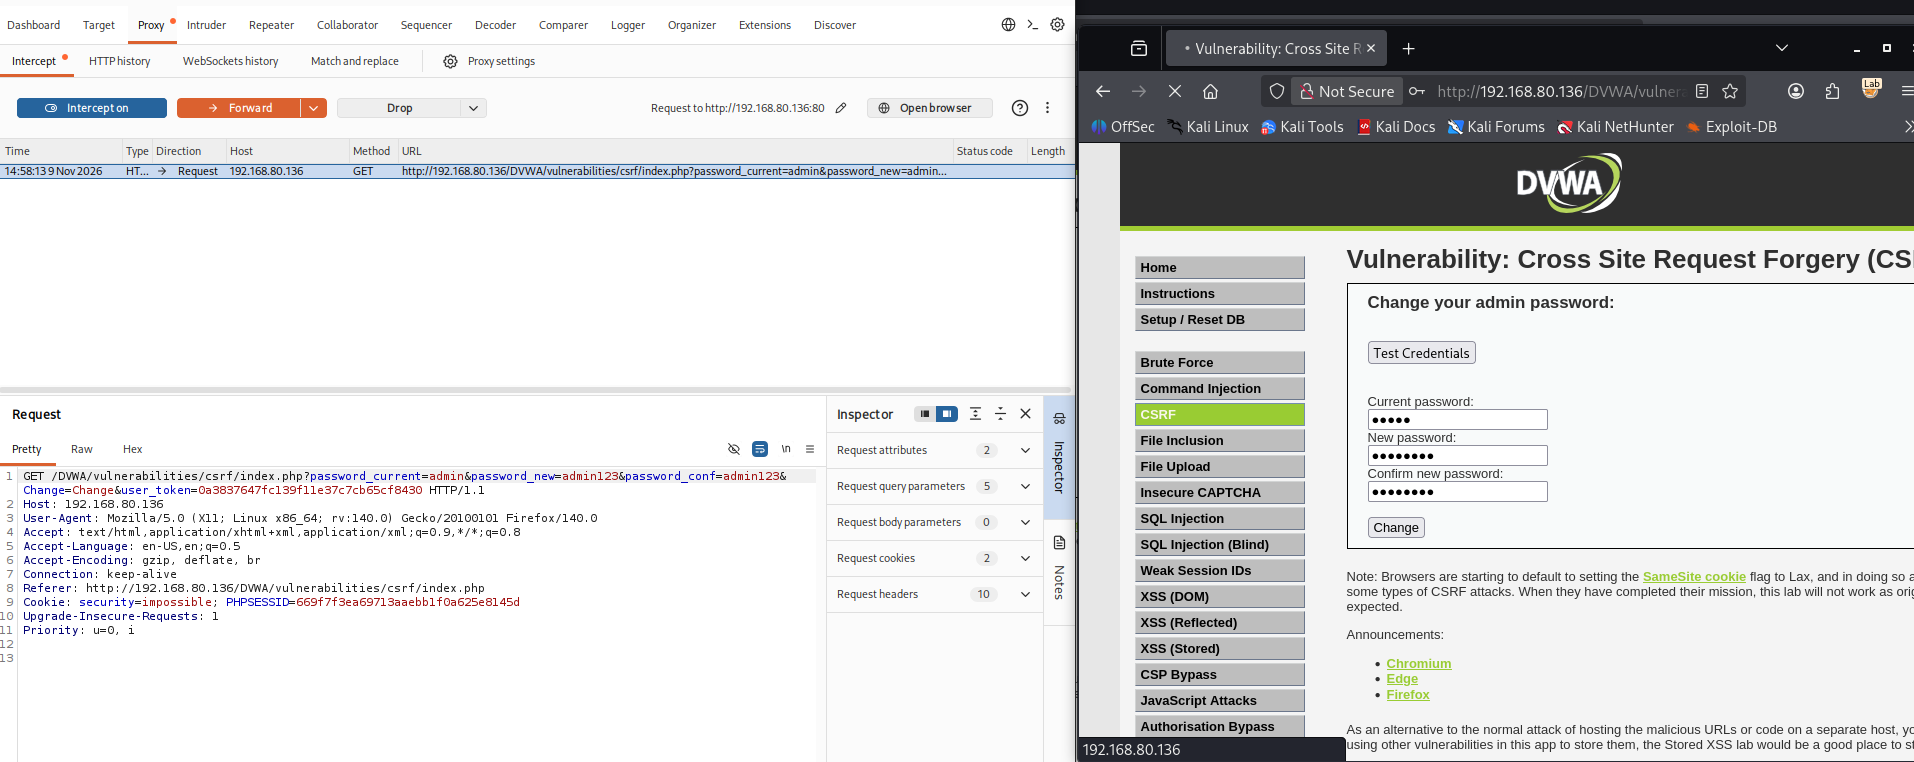 Dashboard Target Proxy Intruder Repeater Collaborator Sequencer Decoder Comparer Logger Organizer Extensions Discover
Intercept HTTP history WebSockets history Match and replace Proxy settings
Intercept on Forward Drop Request to http://192.168.80.136:80 Open browser
Time Type Direction Host Method URL Status code Length
14:58:13 9 Nov 2026 HT... Request 192.168.80.136 GET http://192.168.80.136/DVWA/vulnerabilities/csrf/index.php?password_current=admin&password_new=admin...
Request
Pretty Raw Hex \n
1 GET /DVWA/vulnerabilities/csrf/index.php?password_current=admin&password_new=admin123&password_conf=admin123&
Change=Change&user_token=0a3837647fc139f11e37c7cb65cf8430 HTTP/1.1
2 Host: 192.168.80.136
3 User-Agent: Mozilla/5.0 (X11; Linux x86_64; rv:140.0) Gecko/20100101 Firefox/140.0
4 Accept: text/html,application/xhtml+xml,application/xml;q=0.9,*/*;q=0.8
5 Accept-Language: en-US,en;q=0.5
6 Accept-Encoding: gzip, deflate, br
7 Connection: keep-alive
8 Referer: http://192.168.80.136/DVWA/vulnerabilities/csrf/index.php
9 Cookie: security=impossible; PHPSESSID=669f7f3ea69713aaebb1f0a625e8145d
10 Upgrade-Insecure-Requests: 1
11 Priority: u=0, i
12
13
Inspector
Request attributes 2
Request query parameters 5
Request body parameters 0
Request cookies 2
Request headers 10
Inspector
Notes
Vulnerability: Cross Site R
Not Secure http://192.168.80.136/DVWA/vulnera
Lab
OffSec Kali Linux Kali Tools Kali Docs Kali Forums Kali NetHunter Exploit-DB
DVWA
Home
Instructions
Setup / Reset DB
Brute Force
Command Injection
CSRF
File Inclusion
File Upload
Insecure CAPTCHA
SQL Injection
SQL Injection (Blind)
Weak Session IDs
XSS (DOM)
XSS (Reflected)
XSS (Stored)
CSP Bypass
JavaScript Attacks
Authorisation Bypass
192.168.80.136
Vulnerability: Cross Site Request Forgery (CS
Change your admin password:
Test Credentials
Current password:
●●●●●
New password:
●●●●●●●●
Confirm new password:
●●●●●●●●
Change
Note: Browsers are starting to default to setting the SameSite cookie flag to Lax, and in doing so a
some types of CSRF attacks. When they have completed their mission, this lab will not work as orig
expected.
Announcements:
• Chromium
• Edge
• Firefox
As an alternative to the normal attack of hosting the malicious URLs or code on a separate host, yo
using other vulnerabilities in this app to store them, the Stored XSS lab would be a good place to st